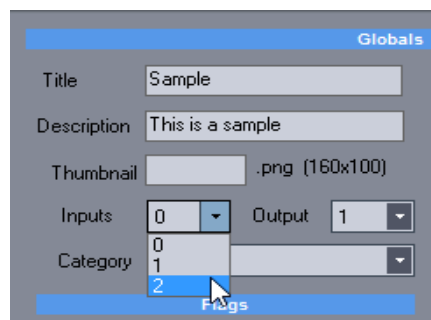 Globals
Title Sample
Description This is a sample
Thumbnail .png (160x100)
Inputs 0 Output 1
0
Category 1
2
Flags